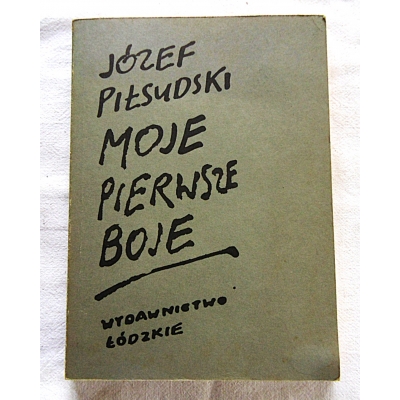 JÓZEF
PIŁSUDSKI
MOJE
PIERWSZE
BOJE
WYDAWNICTWO
ŁÓDZKIE